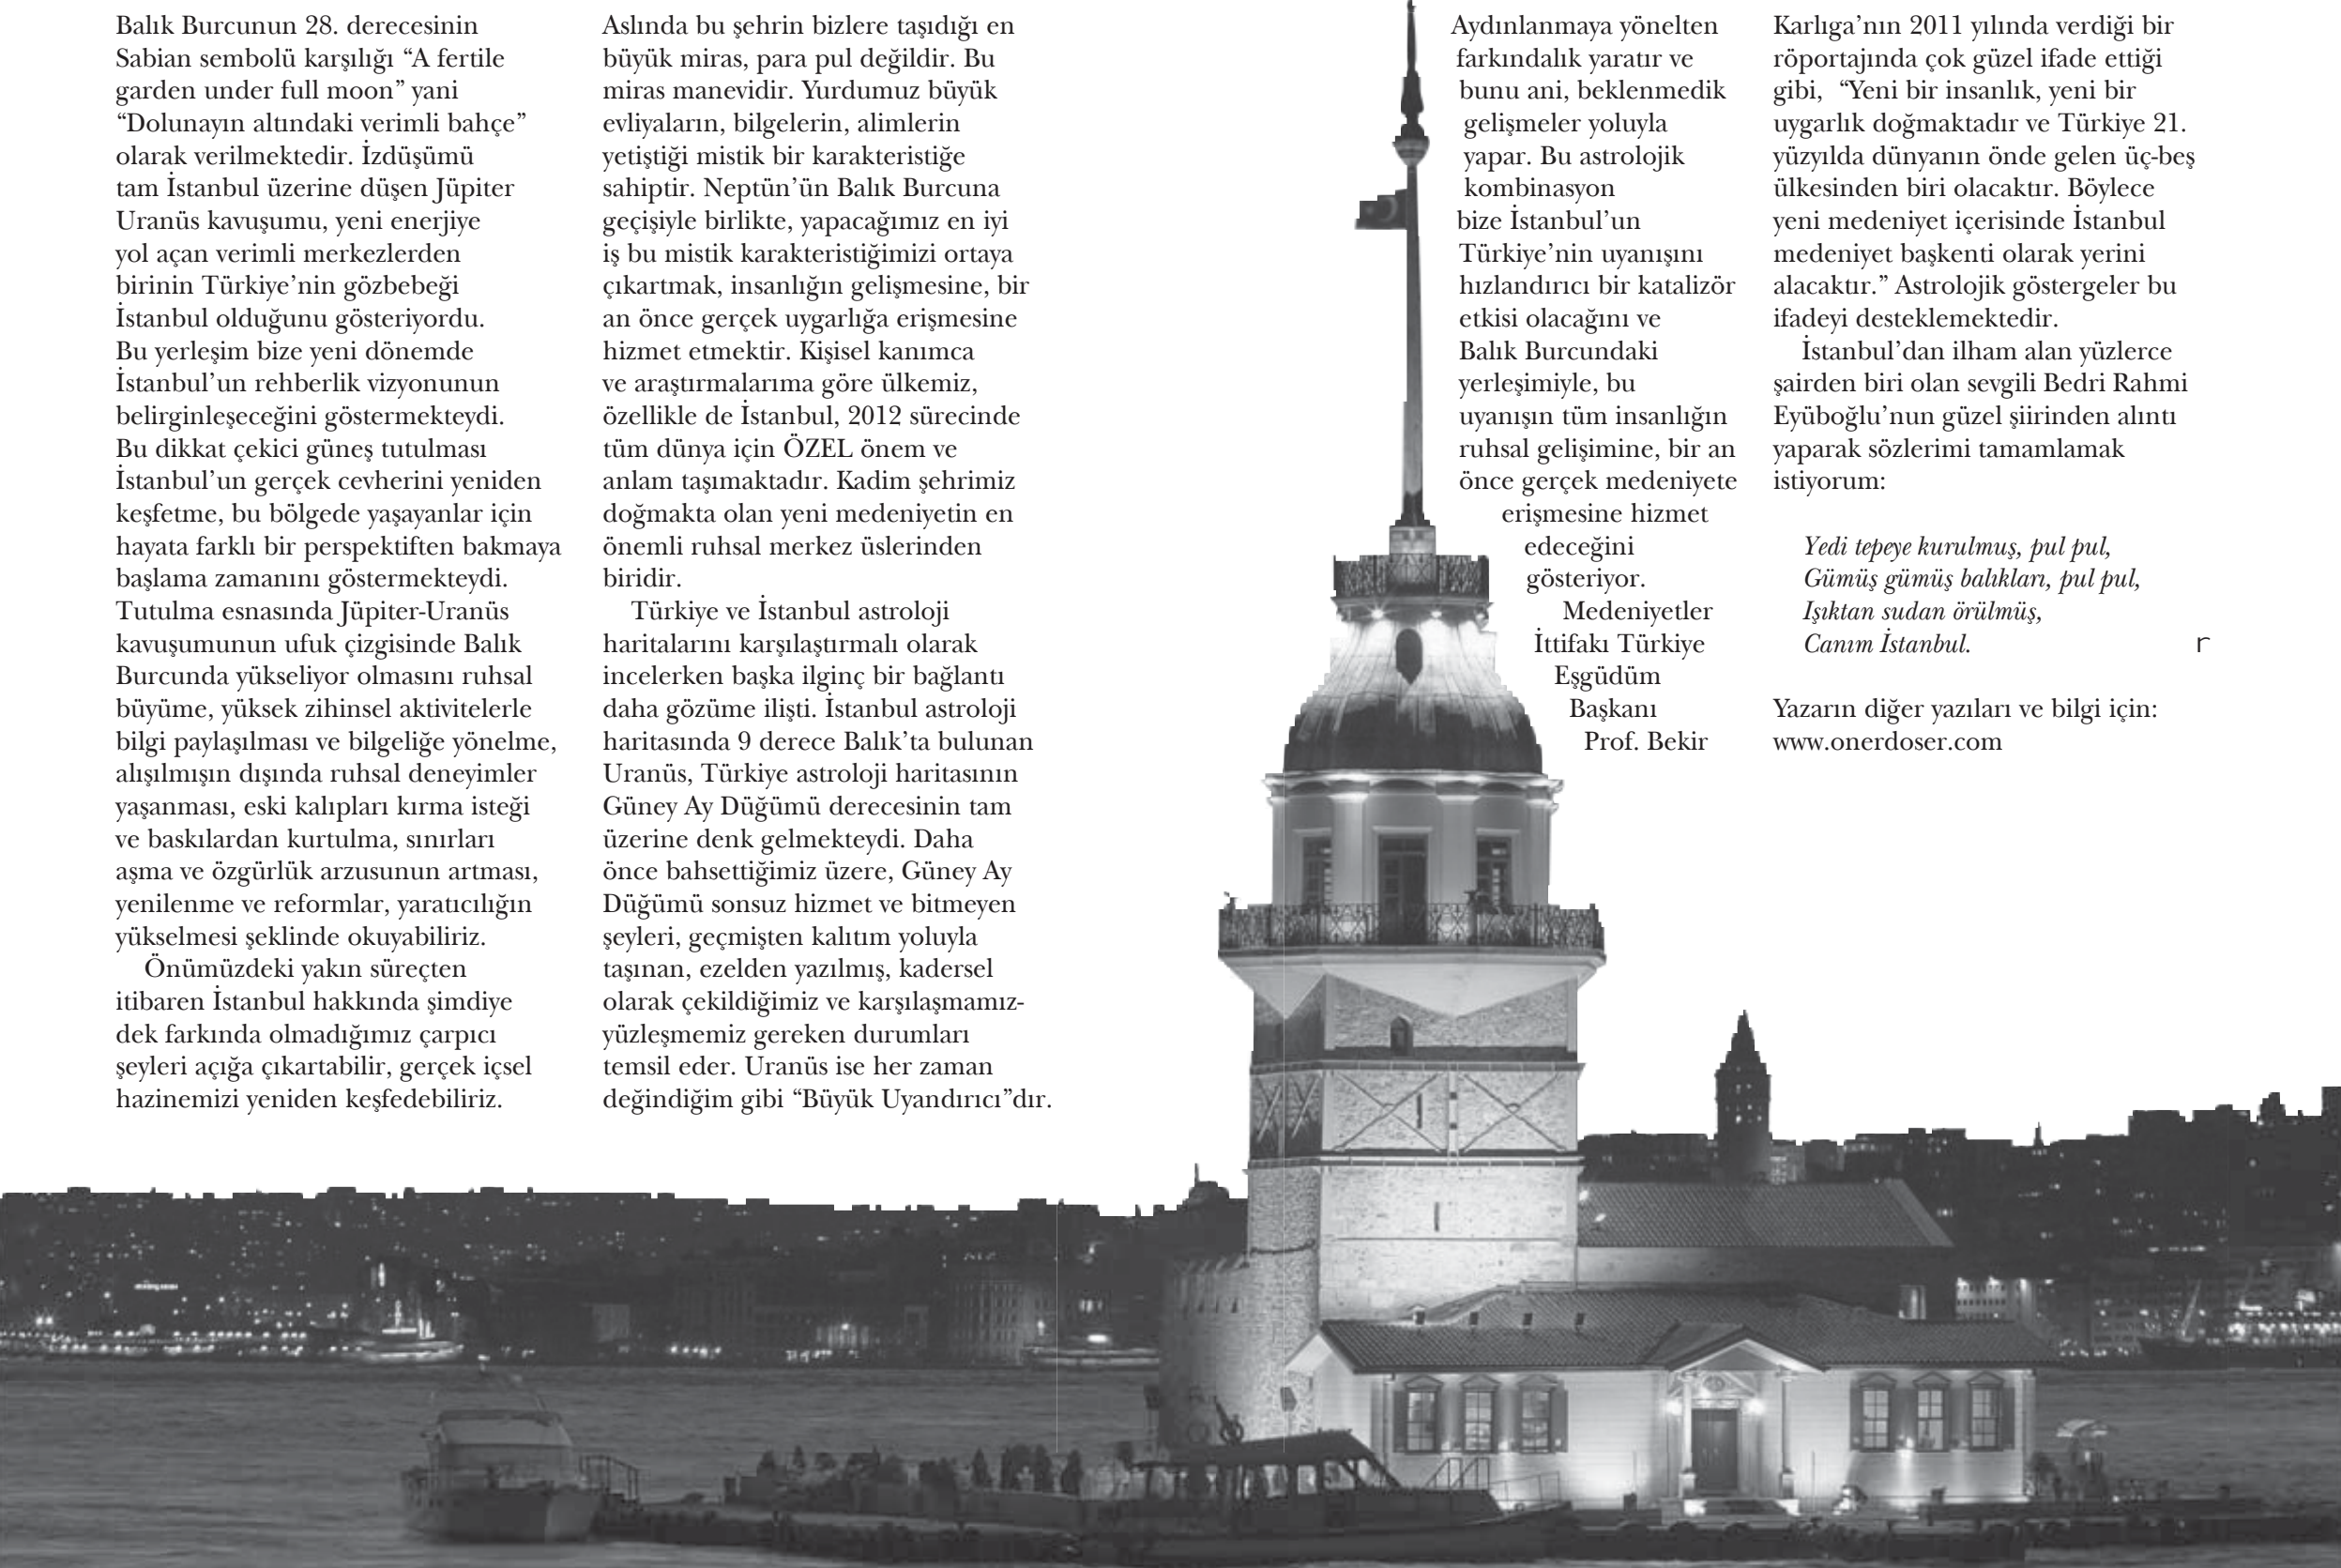 Balık Burcunun 28. derecesinin
Sabian sembolü karşılığı “A fertile
garden under full moon” yani
“Dolunayın altındaki verimli bahçe”
olarak verilmektedir. İzdüşümü
tam İstanbul üzerine düşen Jüpiter
Uranüs kavuşumu, yeni enerjiye
yol açan verimli merkezlerden
birinin Türkiye’nin gözbebeği
İstanbul olduğunu gösteriyordu.
Bu yerleşim bize yeni dönemde
İstanbul’un rehberlik vizyonunun
belirginleşeceğini göstermekteydi.
Bu dikkat çekici güneş tutulması
İstanbul’un gerçek cevherini yeniden
keşfetme, bu bölgede yaşayanlar için
hayata farklı bir perspektiften bakmaya
başlama zamanını göstermekteydi.
Tutulma esnasında Jüpiter-Uranüs
kavuşumunun ufuk çizgisinde Balık
Burcunda yükseliyor olmasını ruhsal
büyüme, yüksek zihinsel aktivitelerle
bilgi paylaşılması ve bilgeliğe yönelme,
alışılmışın dışında ruhsal deneyimler
yaşanması, eski kalıpları kırma isteği
ve baskılardan kurtulma, sınırları
aşma ve özgürlük arzusunun artması,
yenilenme ve reformlar, yaratıcılığın
yükselmesi şeklinde okuyabiliriz.
Önümüzdeki yakın süreçten
itibaren İstanbul hakkında şimdiye
dek farkında olmadığımız çarpıcı
şeyleri açığa çıkartabilir, gerçek içsel
hazinemizi yeniden keşfedebiliriz.
Aslında bu şehrin bizlere taşıdığı en
büyük miras, para pul değildir. Bu
miras manevidir. Yurdumuz büyük
evliyaların, bilgelerin, alimlerin
yetiştiği mistik bir karakteristiğe
sahiptir. Neptün’ün Balık Burcuna
geçişiyle birlikte, yapacağımız en iyi
iş bu mistik karakteristiğimizi ortaya
çıkartmak, insanlığın gelişmesine, bir
an önce gerçek uygarlığa erişmesine
hizmet etmektir. Kişisel kanımca
ve araştırmalarıma göre ülkemiz,
özellikle de İstanbul, 2012 sürecinde
tüm dünya için ÖZEL önem ve
anlam taşımaktadır. Kadim şehrimiz
doğmakta olan yeni medeniyetin en
önemli ruhsal merkez üslerinden
biridir.
Türkiye ve İstanbul astroloji
haritalarını karşılaştırmalı olarak
incelerken başka ilginç bir bağlantı
daha gözüme ilişti. İstanbul astroloji
haritasında 9 derece Balık’ta bulunan
Uranüs, Türkiye astroloji haritasının
Güney Ay Düğümü derecesinin tam
üzerine denk gelmekteydi. Daha
önce bahsettiğimiz üzere, Güney Ay
Düğümü sonsuz hizmet ve bitmeyen
şeyleri, geçmişten kalıtım yoluyla
taşınan, ezelden yazılmış, kadersel
olarak çekildiğimiz ve karşılaşmamız-
yüzleşmemiz gereken durumları
temsil eder. Uranüs ise her zaman
değindiğim gibi “Büyük Uyandırıcı”dır.
Aydınlanmaya yönelten
farkındalık yaratır ve
bunu ani, beklenmedik
gelişmeler yoluyla
yapar. Bu astrolojik
kombinasyon
bize İstanbul’un
Türkiye’nin uyanışını
hızlandırıcı bir katalizör
etkisi olacağını ve
Balık Burcundaki
yerleşimiyle, bu
uyanışın tüm insanlığın
ruhsal gelişimine, bir an
önce gerçek medeniyete
erişmesine hizmet
edeceğini
gösteriyor.
Medeniyetler
İttifakı Türkiye
Eşgüdüm
Başkanı
Prof. Bekir
Karlıga’nın 2011 yılında verdiği bir
röportajında çok güzel ifade ettiği
gibi, “Yeni bir insanlık, yeni bir
uygarlık doğmaktadır ve Türkiye 21.
yüzyılda dünyanın önde gelen üç-beş
ülkesinden biri olacaktır. Böylece
yeni medeniyet içerisinde İstanbul
medeniyet başkenti olarak yerini
alacaktır.” Astrolojik göstergeler bu
ifadeyi desteklemektedir.
İstanbul’dan ilham alan yüzlerce
şairden biri olan sevgili Bedri Rahmi
Eyüboğlu’nun güzel şiirinden alıntı
yaparak sözlerimi tamamlamak
istiyorum:
Yedi tepeye kurulmuş, pul pul,
Gümüş gümüş balıkları, pul pul,
Işıktan sudan örülmüş,
Canım İstanbul. r
Yazarın diğer yazıları ve bilgi için:
www.onerdoser.com